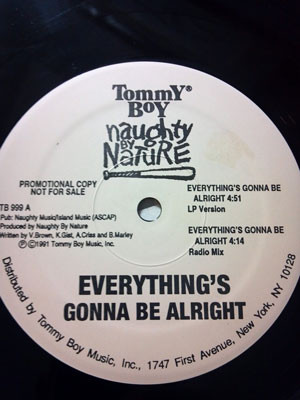 Tommy® Boy
naughty
BY
NATURE
PROMOTIONAL COPY
NOT FOR SALE
TB 999 A
Pub: Naughty Music/Island Music (ASCAP)
Produced by Naughty By Nature
Written by V.Brown, K.Gist, A.Criss and B.Marley
Ⓟ©1991 Tommy Boy Music, Inc.
EVERYTHING'S GONNA BE
ALRIGHT 4:51
LP Version
EVERYTHING'S GONNA BE
ALRIGHT 4:14
Radio Mix
EVERYTHING'S
GONNA BE ALRIGHT
Distributed by Tommy Boy Music, Inc., 1747 First Avenue, New York, NY 10128